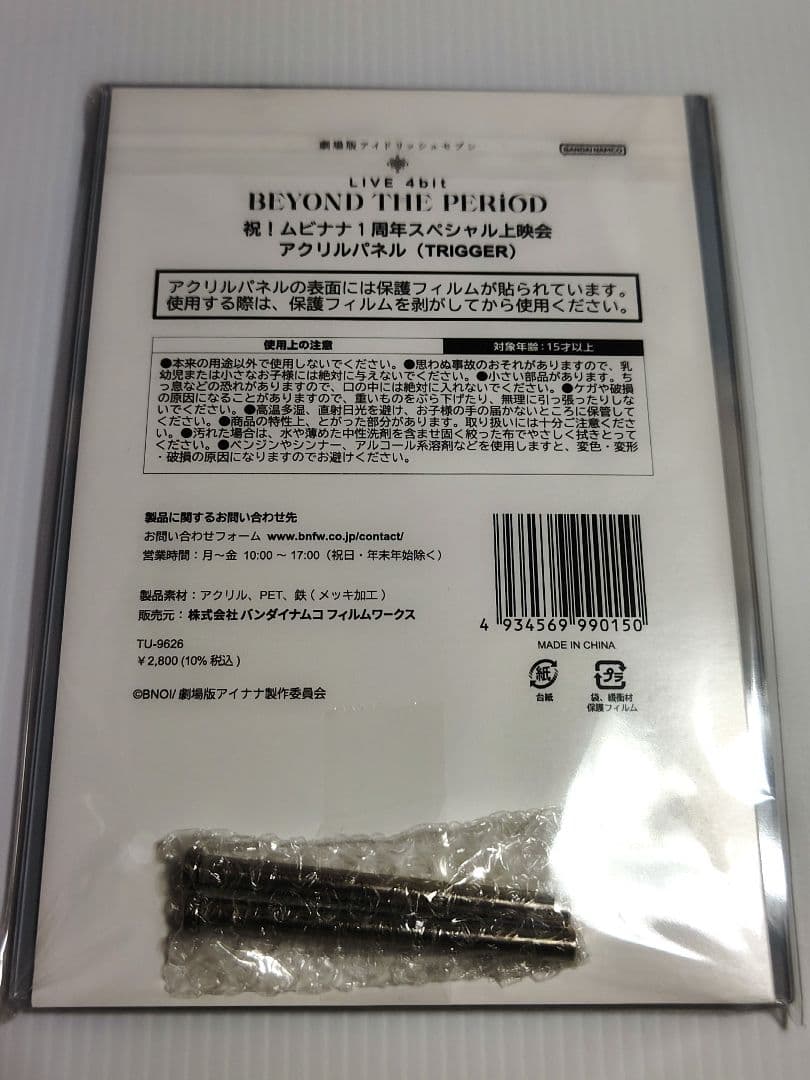 劇場版アイドリッシュセブン
BANDAI NAMCO
LIVE 4bit
BEYOND THE PERiOD
祝！ムビナナ１周年スペシャル上映会
アクリルパネル（TRIGGER）
アクリルパネルの表面には保護フィルムが貼られています。
使用する際は、保護フィルムを剥がしてから使用ください。
使用上の注意
対象年齢：15才以上
●本来の用途以外で使用しないでください。●思わぬ事故のおそれがありますので、乳
幼児または小さなお子様には絶対に与えないでください。●小さい部品があります。ち
っ息などの恐れがありますので、口の中には絶対に入れないでください。●ケガや破損
の原因になることがありますので、重いものをぶら下げたり、無理に引っ張ったりしな
いでください。●高温多湿、直射日光を避け、お子様の手の届かないところに保管して
ください。●商品の特性上、とがった部分があります。取り扱いには十分ご注意くださ
い。●汚れた場合は、水や薄めた中性洗剤を含ませ固く絞った布でやさしく拭きとって
ください。●ベンジンやシンナー、アルコール系溶剤などを使用しますと、変色・変形
・破損の原因になりますのでお避けください。
製品に関するお問い合わせ先
お問い合わせフォーム www.bnfw.co.jp/contact/
営業時間：月～金 10:00 ～ 17:00（祝日・年末年始除く）
製品素材：アクリル、PET、鉄（メッキ加工）
販売元：株式会社バンダイナムコフィルムワークス
TU-9626
￥2,800(10%税込)
©BNOI/劇場版アイナナ製作委員会
4 934569 990150
MADE IN CHINA
紙
台紙
プラ
袋、緩衝材
保護フィルム